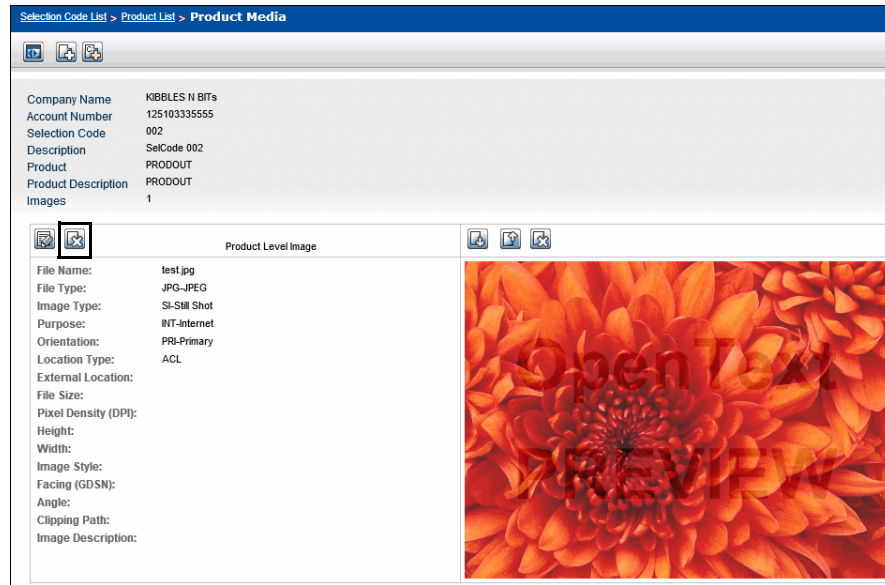 Selection Code List > Product List > Product Media
Company Name KIBBLES N BITs
Account Number 125103335555
Selection Code 002
Description SelCode 002
Product PRODOUT
Product Description PRODOUT
Images 1
Product Level Image
File Name: test.jpg
File Type: JPG-JPEG
Image Type: SI-Still Shot
Purpose: INT-Internet
Orientation: PRI-Primary
Location Type: ACL
External Location:
File Size:
Pixel Density (DPI):
Height:
Width:
Image Style:
Facing (GDSN):
Angle:
Clipping Path:
Image Description:
OpenText
PREVIEW